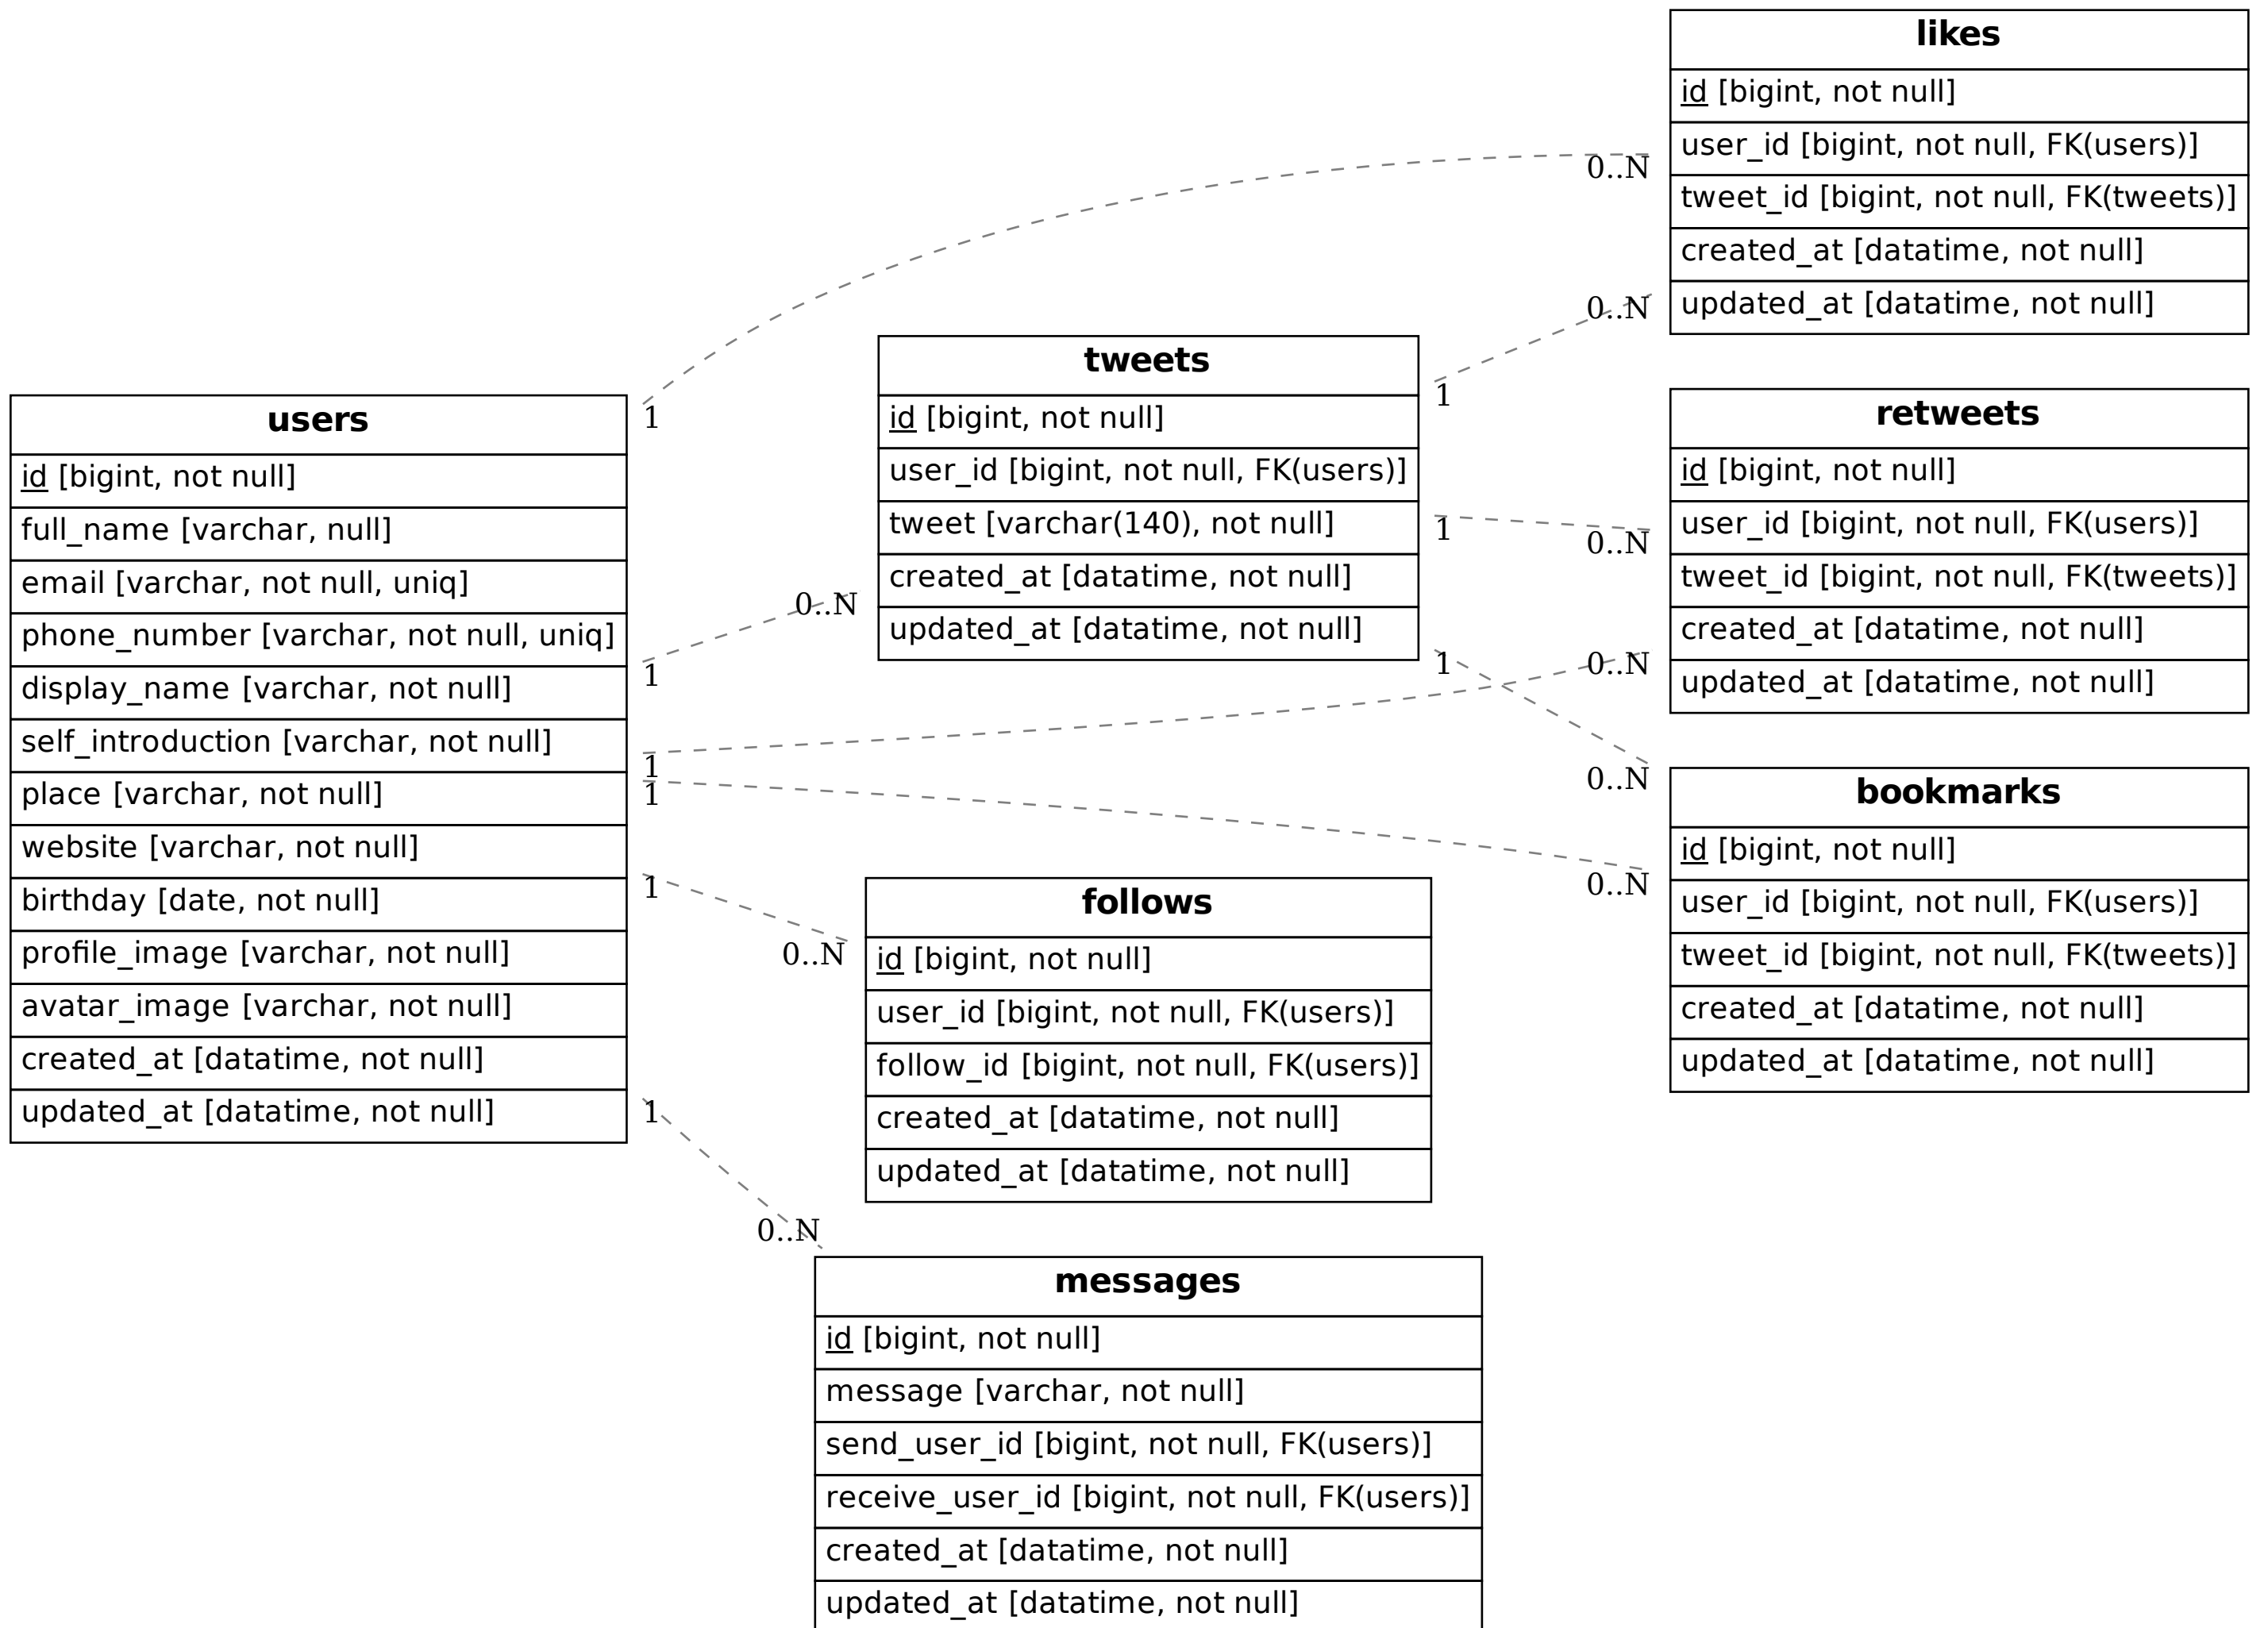 users
id [bigint, not null]
full_name [varchar, null]
email [varchar, not null, uniq]
phone_number [varchar, not null, uniq]
display_name [varchar, not null]
self_introduction [varchar, not null]
place [varchar, not null]
website [varchar, not null]
birthday [date, not null]
profile_image [varchar, not null]
avatar_image [varchar, not null]
created_at [datatime, not null]
updated_at [datatime, not null]
1
0..N
1
0..N
1
0..N
1
0..N
1
0..N
1
0..N
tweets
id [bigint, not null]
user_id [bigint, not null, FK(users)]
tweet [varchar(140), not null]
created_at [datatime, not null]
updated_at [datatime, not null]
1
0..N
1
0..N
1
0..N
follows
id [bigint, not null]
user_id [bigint, not null, FK(users)]
follow_id [bigint, not null, FK(users)]
created_at [datatime, not null]
updated_at [datatime, not null]
messages
id [bigint, not null]
message [varchar, not null]
send_user_id [bigint, not null, FK(users)]
receive_user_id [bigint, not null, FK(users)]
created_at [datatime, not null]
updated_at [datatime, not null]
likes
id [bigint, not null]
user_id [bigint, not null, FK(users)]
tweet_id [bigint, not null, FK(tweets)]
created_at [datatime, not null]
updated_at [datatime, not null]
retweets
id [bigint, not null]
user_id [bigint, not null, FK(users)]
tweet_id [bigint, not null, FK(tweets)]
created_at [datatime, not null]
updated_at [datatime, not null]
bookmarks
id [bigint, not null]
user_id [bigint, not null, FK(users)]
tweet_id [bigint, not null, FK(tweets)]
created_at [datatime, not null]
updated_at [datatime, not null]